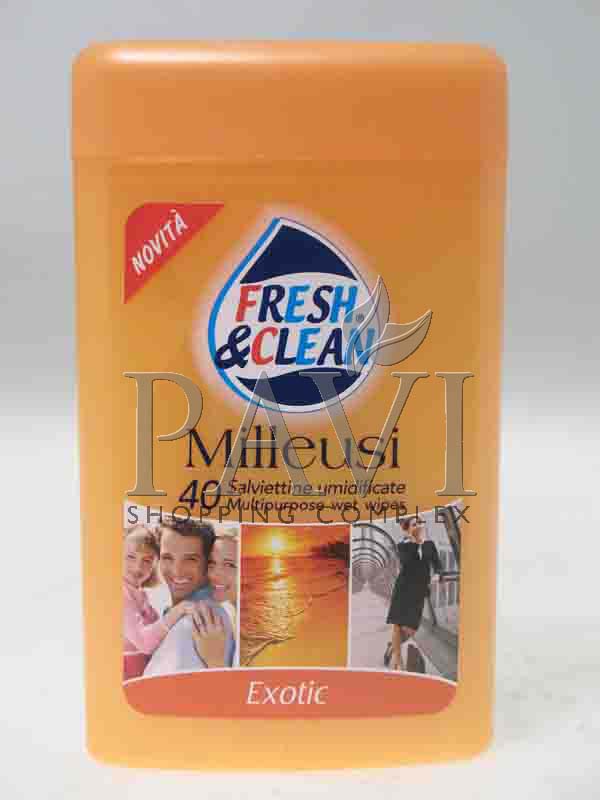 NOVITÀ
FRESH
&CLEAN®
PAVI
Milleusi
40 Salviettine umidificate
Multipurpose wet wipes
SHOPPING COMPLEX
Exotic